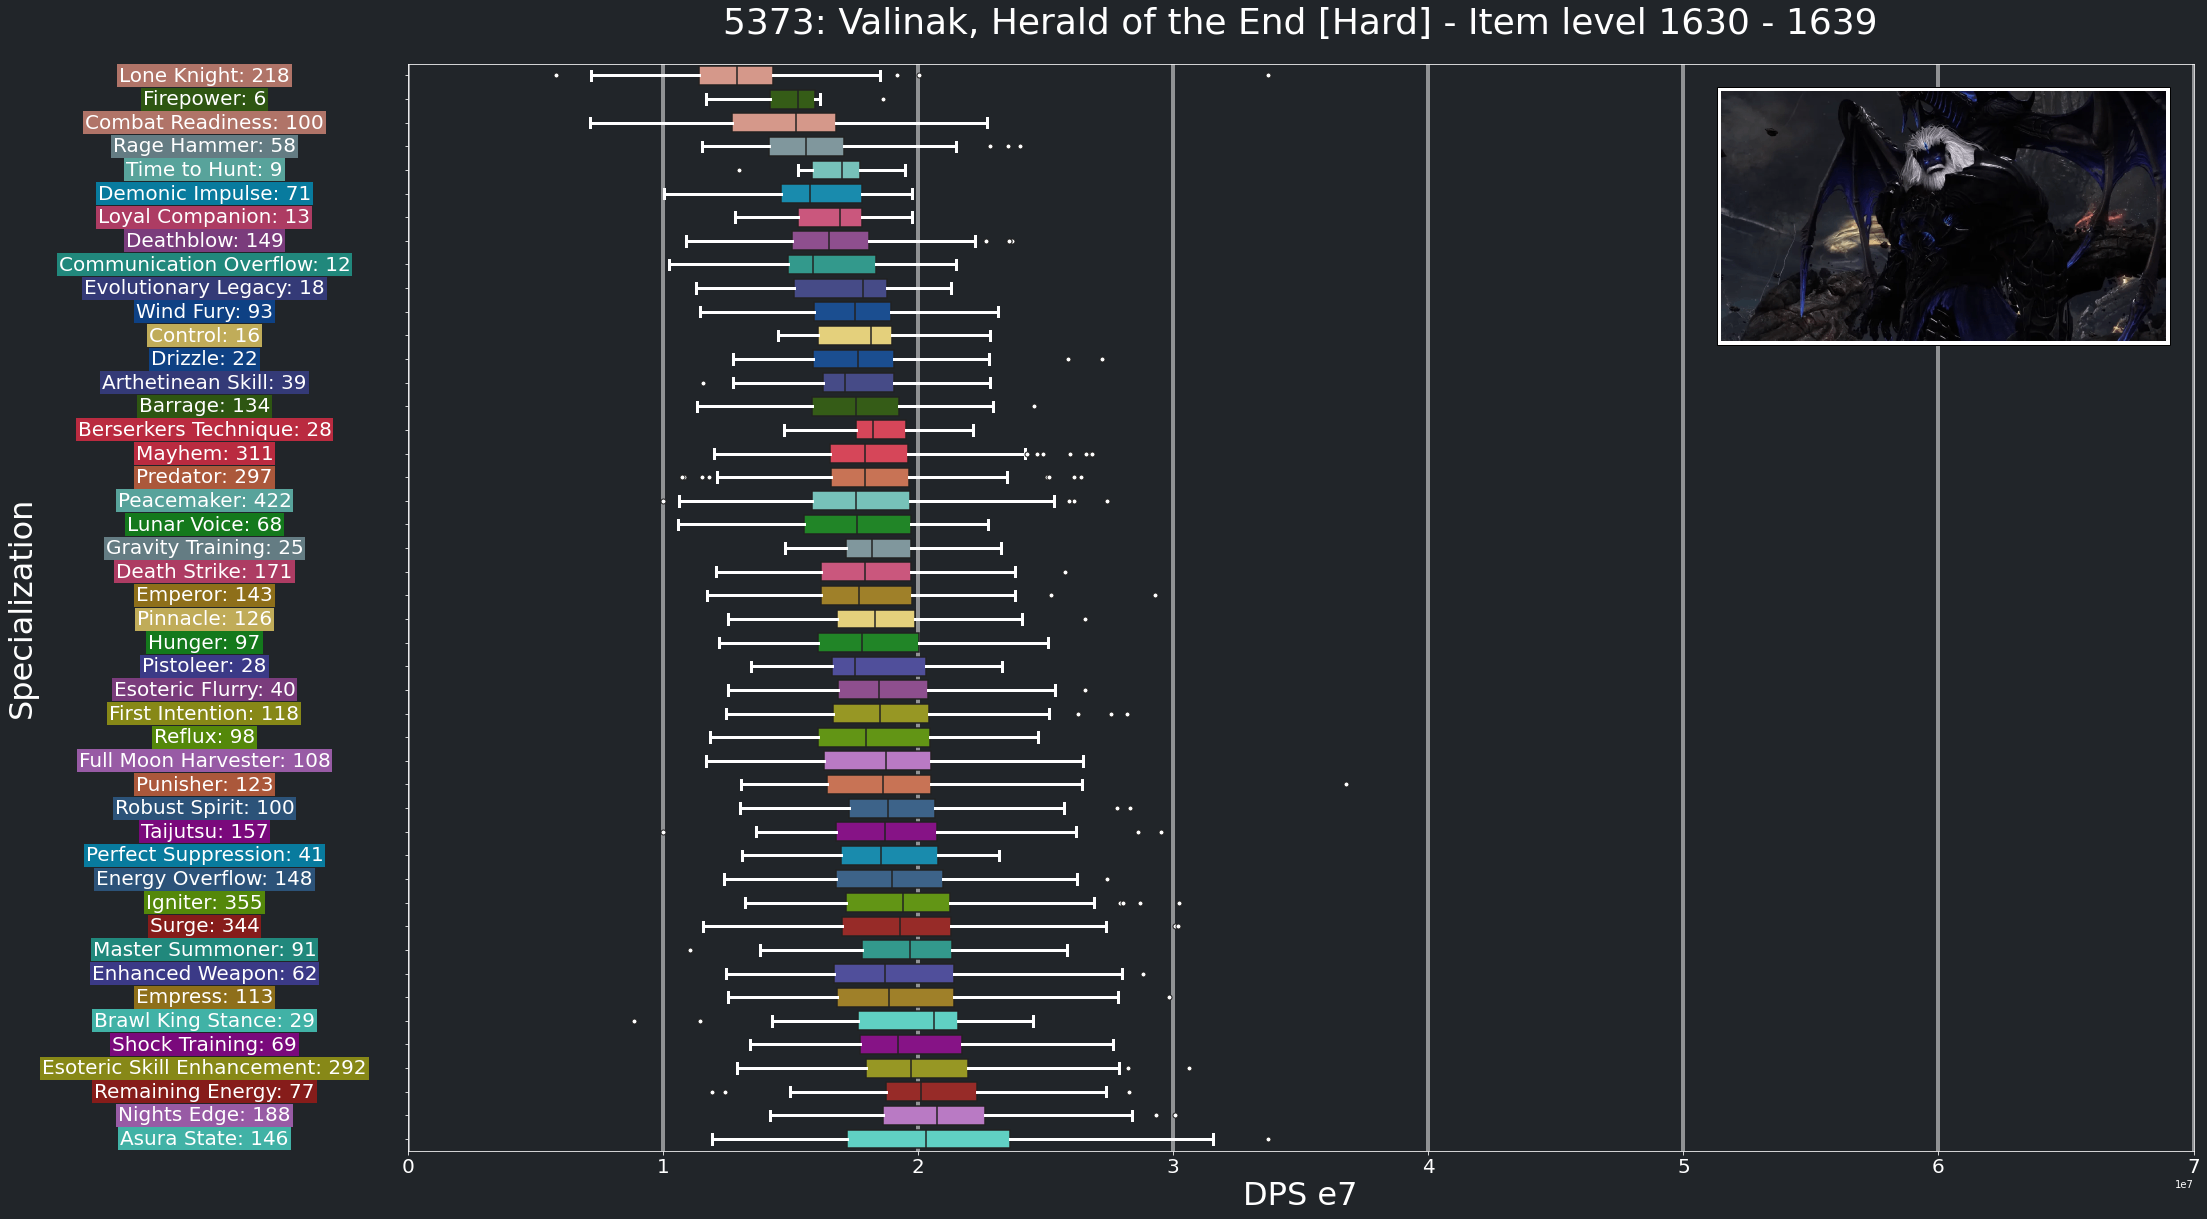 5373: Valinak, Herald of the End [Hard] - Item level 1630 - 1639
Specialization
Lone Knight: 218
Firepower: 6
Combat Readiness: 100
Rage Hammer: 58
Time to Hunt: 9
Demonic Impulse: 71
Loyal Companion: 13
Deathblow: 149
Communication Overflow: 12
Evolutionary Legacy: 18
Wind Fury: 93
Control: 16
Drizzle: 22
Arthetinean Skill: 39
Barrage: 134
Berserkers Technique: 28
Mayhem: 311
Predator: 297
Peacemaker: 422
Lunar Voice: 68
Gravity Training: 25
Death Strike: 171
Emperor: 143
Pinnacle: 126
Hunger: 97
Pistoleer: 28
Esoteric Flurry: 40
First Intention: 118
Reflux: 98
Full Moon Harvester: 108
Punisher: 123
Robust Spirit: 100
Taijutsu: 157
Perfect Suppression: 41
Energy Overflow: 148
Igniter: 355
Surge: 344
Master Summoner: 91
Enhanced Weapon: 62
Empress: 113
Brawl King Stance: 29
Shock Training: 69
Esoteric Skill Enhancement: 292
Remaining Energy: 77
Nights Edge: 188
Asura State: 146
0 1 2 3 4 5 6 7
1e7
DPS e7